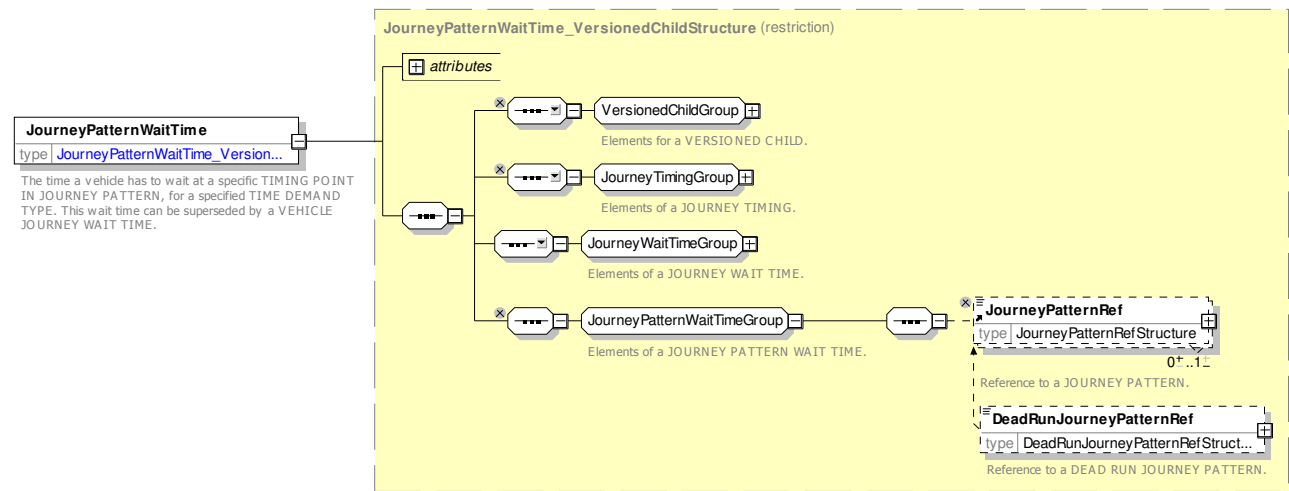 JourneyPatternWaitTime_VersionedChildStructure (restriction)
attributes
VersionedChildGroup
Elements for a VERSIONED CHILD.
JourneyPatternWaitTime
type JourneyPatternWaitTime_Version...
The time a vehicle has to wait at a specific TIMING POINT
IN JOURNEY PATTERN, for a specified TIME DEMAND
TYPE. This wait time can be superseded by a VEHICLE
JOURNEY WAIT TIME.
JourneyTimingGroup
Elements of a JOURNEY TIMING.
JourneyWaitTimeGroup
Elements of a JOURNEY WAIT TIME.
JourneyPatternWaitTimeGroup
Elements of a JOURNEY PATTERN WAIT TIME.
JourneyPatternRef
type JourneyPatternRefStructure
0±..1±
Reference to a JOURNEY PATTERN.
DeadRunJourneyPatternRef
type DeadRunJourneyPatternRefStruct...
Reference to a DEAD RUN JOURNEY PATTERN.